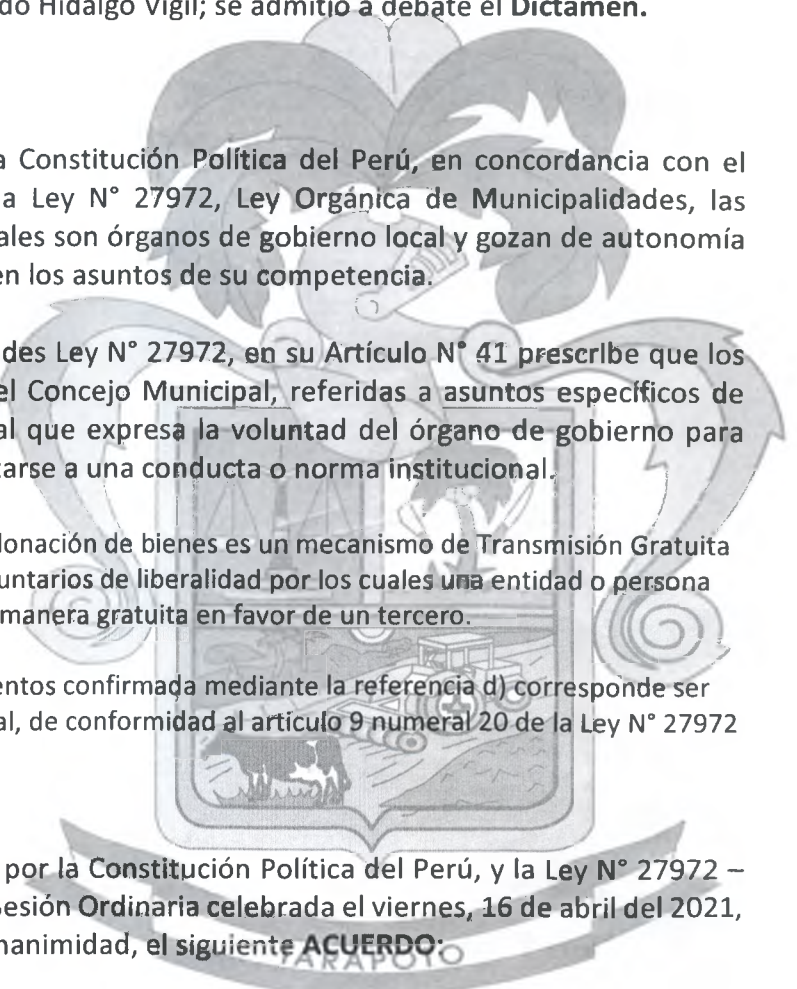 do Hidalgo Vigil; se admitió a debate el Dictamen.
a Constitución Política del Perú, en concordancia con el
a Ley N° 27972, Ley Orgánica de Municipalidades, las
ales son órganos de gobierno local y gozan de autonomía
en los asuntos de su competencia.
des Ley N° 27972, en su Artículo N° 41 prescribe que los
el Concejo Municipal, referidas a asuntos específicos de
al que expresa la voluntad del órgano de gobierno para
tarse a una conducta o norma institucional.
donación de bienes es un mecanismo de Transmisión Gratuita
untarios de liberalidad por los cuales una entidad o persona
manera gratuita en favor de un tercero.
entos confirmada mediante la referencia d) corresponde ser
al, de conformidad al artículo 9 numeral 20 de la Ley N° 27972
por la Constitución Política del Perú, y la Ley N° 27972 –
Sesión Ordinaria celebrada el viernes, 16 de abril del 2021,
nanimidad, el siguiente ACUERDO:
TARAPOTO